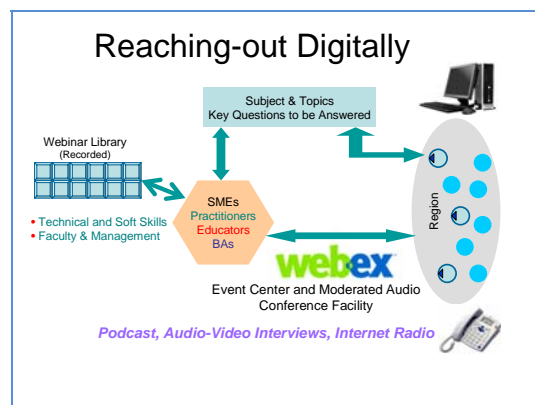 Reaching-out Digitally
Subject & Topics
Key Questions to be Answered
Webinar Library
(Recorded)
• Technical and Soft Skills
• Faculty & Management
SMEs
Practitioners
Educators
BAs
Region
webex
Event Center and Moderated Audio
Conference Facility
Podcast, Audio-Video Interviews, Internet Radio